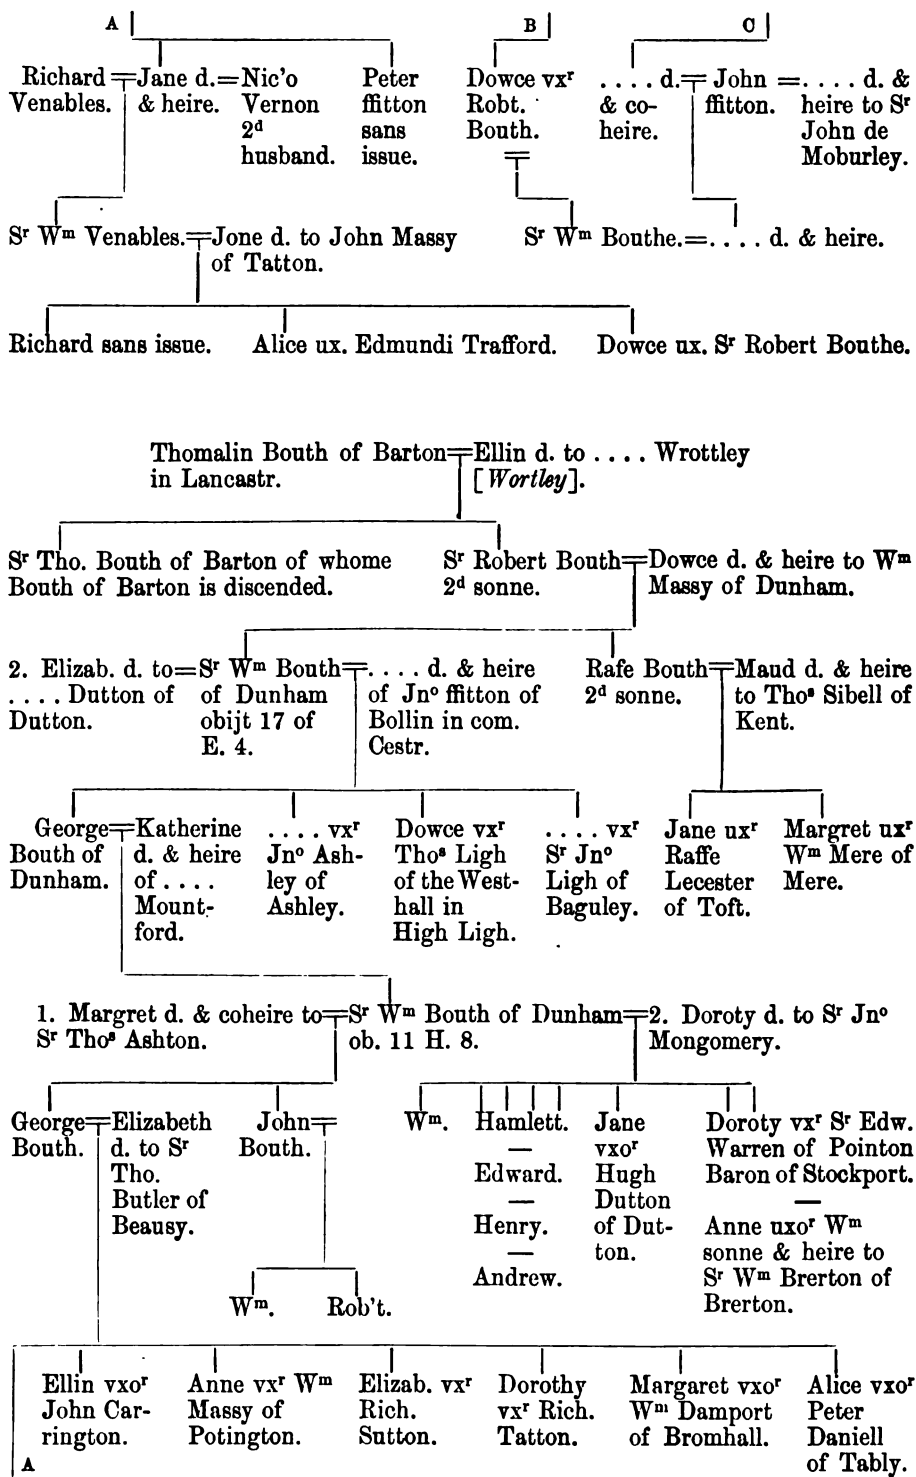 A B C
Richard = Jane d. = Nic'o Peter Dowce vxʳ . . . . d. = John = . . . . d. &
Venables. & heire. Vernon ffitton Robt. & co- ffitton. heire to Sʳ
2ᵈ sans Bouth. heire. John de
husband. issue. Moburley.
Sʳ Wᵐ Venables. = Jone d. to John Massy Sʳ Wᵐ Bouthe. = . . . . d. & heire.
of Tatton.
Richard sans issue. Alice ux. Edmundi Trafford. Dowce ux. Sʳ Robert Bouthe.
Thomalin Bouth of Barton = Ellin d. to . . . . Wrottley
in Lancastr. [Wortley].
Sʳ Tho. Bouth of Barton of whome Sʳ Robert Bouth = Dowce d. & heire to Wᵐ
Bouth of Barton is discended. 2ᵈ sonne. Massy of Dunham.
2. Elizab. d. to = Sʳ Wᵐ Bouth = . . . . d. & heire Rafe Bouth = Maud d. & heire
. . . . Dutton of of Dunham of Jnᵒ ffitton of 2ᵈ sonne. to Thoˢ Sibell of
Dutton. obijt 17 of Bollin in com. Kent.
E. 4. Cestr.
George = Katherine . . . . vxʳ Dowce vxʳ . . . . vxʳ Jane uxʳ Margret uxʳ
Bouth of d. & heire Jnᵒ Ash- Thoˢ Ligh Sʳ Jnᵒ Raffe Wᵐ Mere of
Dunham. of . . . . ley of of the West- Ligh of Lecester Mere.
Mount- Ashley. hall in Baguley. of Toft.
ford. High Ligh.
1. Margret d. & coheire to = Sʳ Wᵐ Bouth of Dunham = 2. Doroty d. to Sʳ Jnᵒ
Sʳ Thoˢ Ashton. ob. 11 H. 8. Mongomery.
George = Elizabeth John = Wᵐ. Hamlett. Jane Doroty vxʳ Sʳ Edw.
Bouth. d. to Sʳ Bouth. — vxoʳ Warren of Pointon
Tho. Edward. Hugh Baron of Stockport.
Butler of — Dutton —
Beausy. Henry. of Dut- Anne uxoʳ Wᵐ
— ton. sonne & heire to
Andrew. Sʳ Wᵐ Brerton of
Wᵐ. Rob't. Brerton.
Ellin vxoʳ Anne vxʳ Wᵐ Elizab. vxʳ Dorothy Margaret vxoʳ Alice vxoʳ
John Car- Massy of Rich. vxʳ Rich. Wᵐ Damport Peter
rington. Potington. Sutton. Tatton. of Bromhall. Daniell
A of Tably.